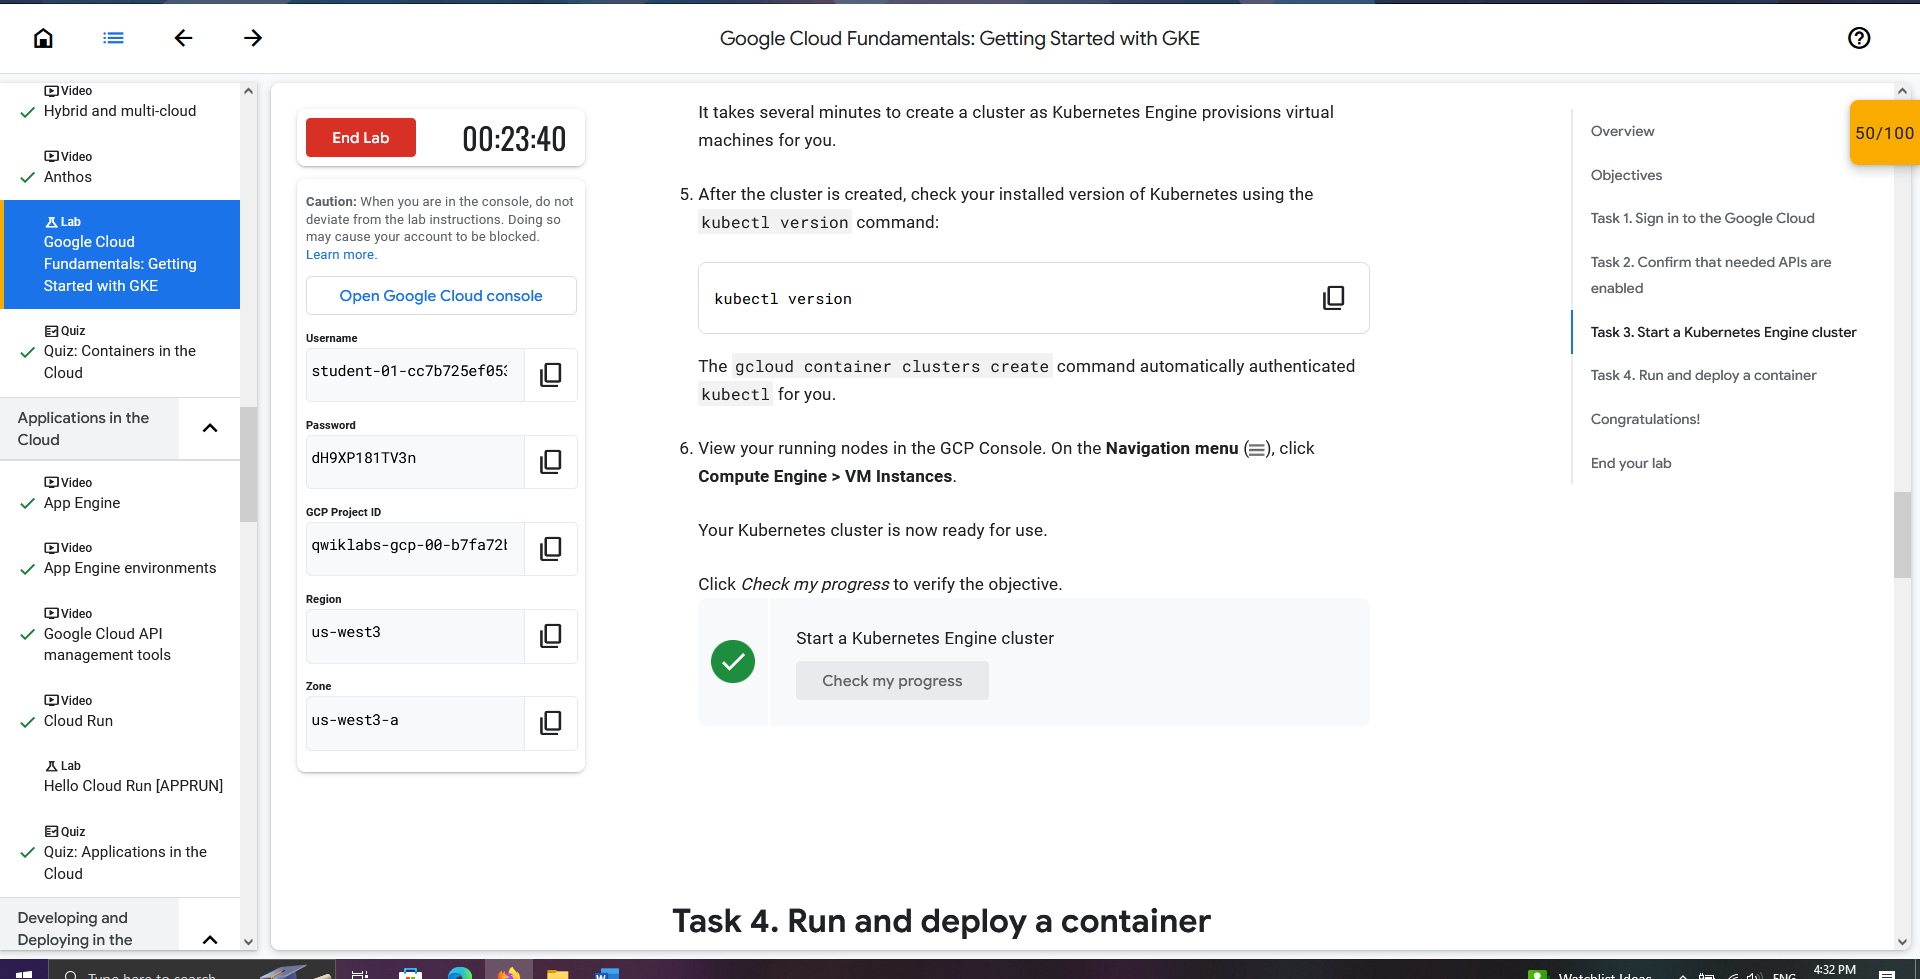 Google Cloud Fundamentals: Getting Started with GKE
Video
Hybrid and multi-cloud
Video
Anthos
Lab
Google Cloud
Fundamentals: Getting
Started with GKE
Quiz
Quiz: Containers in the
Cloud
Applications in the
Cloud
Video
App Engine
Video
App Engine environments
Video
Google Cloud API
management tools
Video
Cloud Run
Lab
Hello Cloud Run [APPRUN]
Quiz
Quiz: Applications in the
Cloud
Developing and
Deploying in the
End Lab
00:23:40
Caution: When you are in the console, do not
deviate from the lab instructions. Doing so
may cause your account to be blocked.
Learn more.
Open Google Cloud console
Username
student-01-cc7b725ef053
Password
dH9XP181TV3n
GCP Project ID
qwiklabs-gcp-00-b7fa72b
Region
us-west3
Zone
us-west3-a
It takes several minutes to create a cluster as Kubernetes Engine provisions virtual
machines for you.
5. After the cluster is created, check your installed version of Kubernetes using the
kubectl version command:
kubectl version
The gcloud container clusters create command automatically authenticated
kubectl for you.
6. View your running nodes in the GCP Console. On the Navigation menu (≡), click
Compute Engine > VM Instances.
Your Kubernetes cluster is now ready for use.
Click Check my progress to verify the objective.
Start a Kubernetes Engine cluster
Check my progress
Task 4. Run and deploy a container
Overview
Objectives
Task 1. Sign in to the Google Cloud
Task 2. Confirm that needed APIs are
enabled
Task 3. Start a Kubernetes Engine cluster
Task 4. Run and deploy a container
Congratulations!
End your lab
50/100
Type here to search
Watchlist Ideas
ENG
4:32 PM